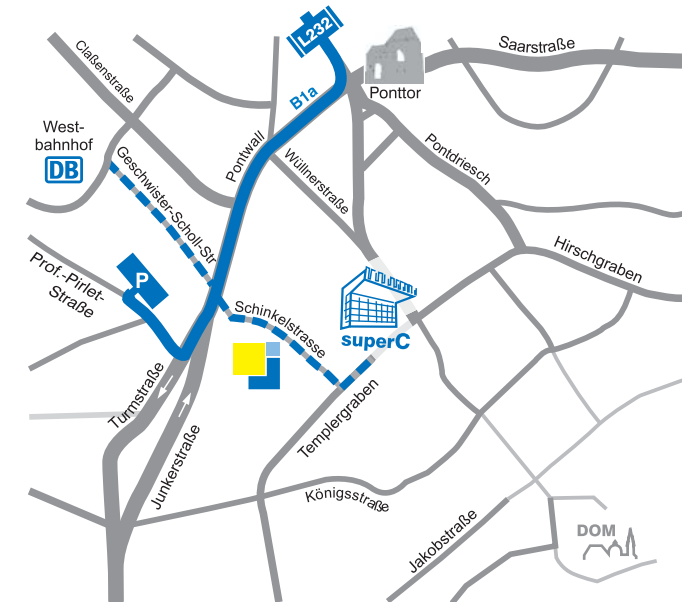 L232
Saarstraße
Claßenstraße
B1a
Ponttor
West-
bahnhof
DB
Pontwall
Pontdriesch
Geschwister-Scholl-Str.
Wüllnerstraße
Hirschgraben
Prof.-Pirlet-
Straße
P
superC
Schinkelstrasse
Turmstraße
Templergraben
Junkerstraße
Königsstraße
Jakobstraße
DOM